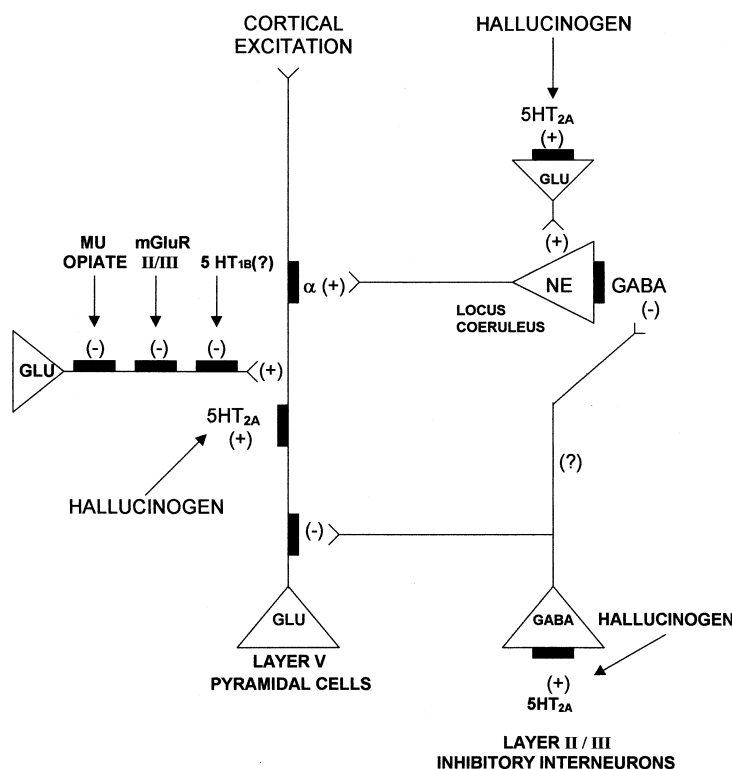 CORTICAL
EXCITATION
HALLUCINOGEN
5HT2A
(+)
GLU
(+)
MU
OPIATE
mGluR
II/III
5 HT1B(?)
α (+)
NE
GABA
(-)
LOCUS
COERULEUS
(-)
(-)
(-)
GLU
(+)
5HT2A
(+)
HALLUCINOGEN
(?)
(-)
GLU
LAYER V
PYRAMIDAL CELLS
GABA
HALLUCINOGEN
(+)
5HT2A
LAYER II / III
INHIBITORY INTERNEURONS